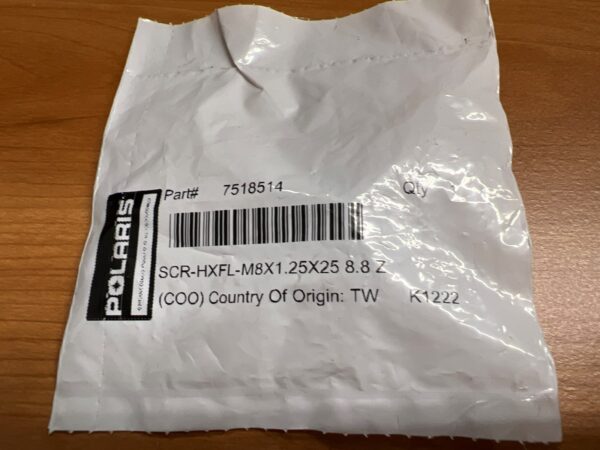 Part# 7518514 Qty
SCR-HXFL-M8X1.25X25 8.8 Z
(COO) Country Of Origin: TW K1222
POLARIS